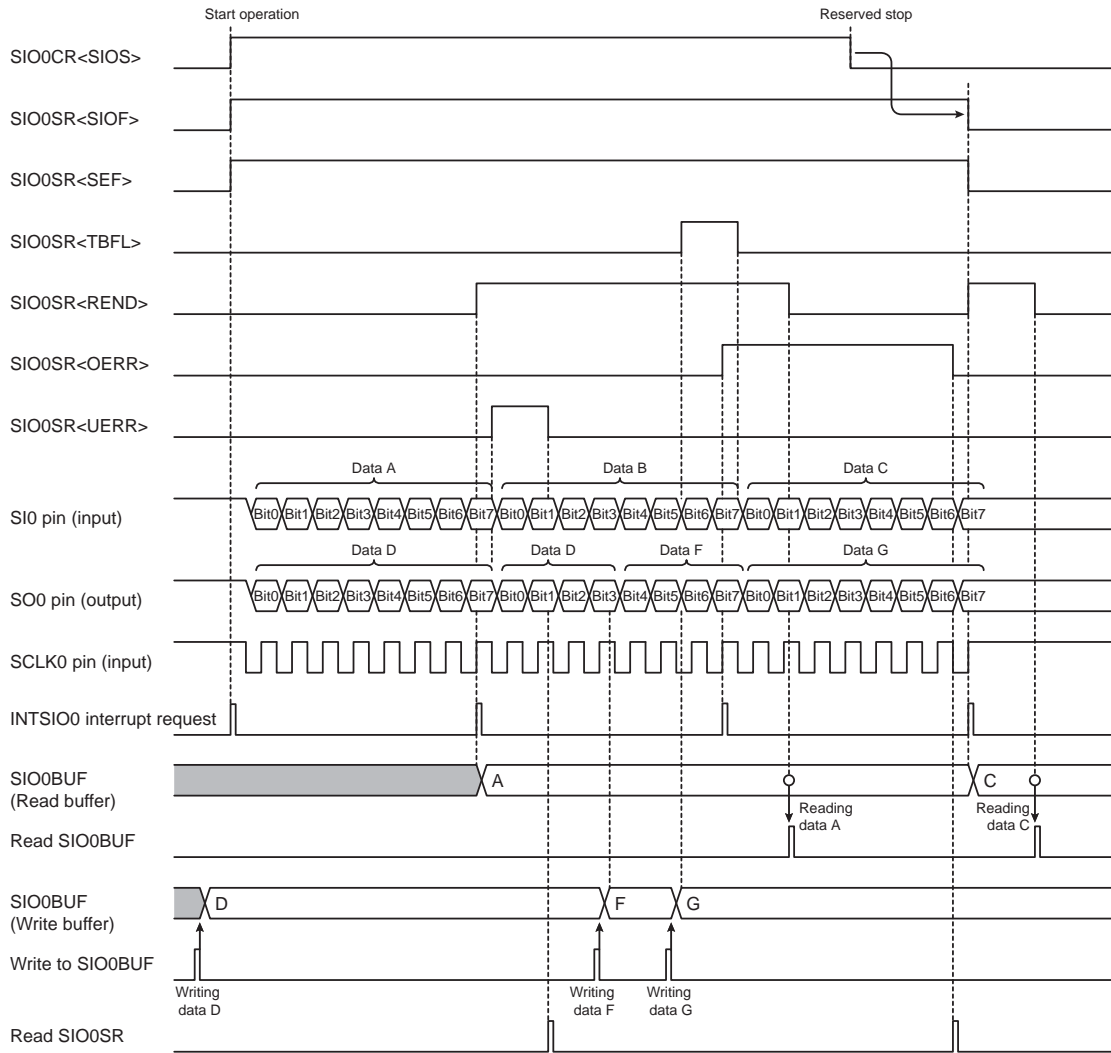 Start operation
Reserved stop
SIO0CR<SIOS>
SIO0SR<SIOF>
SIO0SR<SEF>
SIO0SR<TBFL>
SIO0SR<REND>
SIO0SR<OERR>
SIO0SR<UERR>
Data A
Data B
Data C
SI0 pin (input)
Bit0 Bit1 Bit2 Bit3 Bit4 Bit5 Bit6 Bit7 Bit0 Bit1 Bit2 Bit3 Bit4 Bit5 Bit6 Bit7 Bit0 Bit1 Bit2 Bit3 Bit4 Bit5 Bit6 Bit7
Data D
Data D
Data F
Data G
SO0 pin (output)
Bit0 Bit1 Bit2 Bit3 Bit4 Bit5 Bit6 Bit7 Bit0 Bit1 Bit2 Bit3 Bit4 Bit5 Bit6 Bit7 Bit0 Bit1 Bit2 Bit3 Bit4 Bit5 Bit6 Bit7
SCLK0 pin (input)
INTSIO0 interrupt request
SIO0BUF
(Read buffer)
A
C
Reading
data A
Reading
data C
Read SIO0BUF
SIO0BUF
(Write buffer)
D
F
G
Write to SIO0BUF
Writing
data D
Writing
data F
Writing
data G
Read SIO0SR